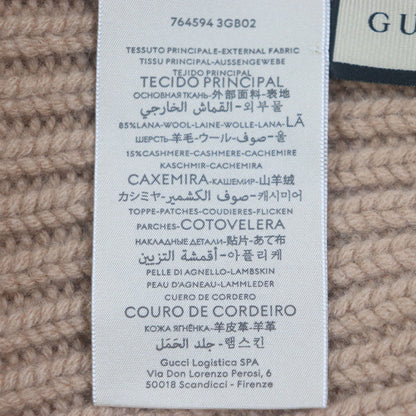 764594 3GB02
GU
TESSUTO PRINCIPALE-EXTERNAL FABRIC
TISSU PRINCIPAL-AUSSENGEWEBE
TEJIDO PRINCIPAL
TECIDO PRINCIPAL
ОСНОВНАЯ ТКАНЬ-外部面料-表地
القماش الخارجي-외부물
85%LANA-WOOL-LAINE-WOLLE-LANA-LÃ
ШЕРСТЬ-羊毛-ウール-صوف-울
15%CASHMERE-CASHMERE-CACHEMIRE
KASCHMIR-CACHEMIRA
CAXEMIRA-КАШЕМИР-山羊绒
カシミヤ-صوف الكشمير-캐시미어
TOPPE-PATCHES-COUDIERES-FLICKEN
PARCHES-COTOVELERA
НАКЛАДНЫЕ ДЕТАЛИ-贴片-あて布
أقمشة التزيين-아플리케
PELLE DI AGNELLO-LAMBSKIN
PEAU D'AGNEAU-LAMMLEDER
CUERO DE CORDERO
COURO DE CORDEIRO
КОЖА ЯГНЁНКА-羊皮革-羊革
جلد الحَمَل-램스킨
Gucci Logistica SPA
Via Don Lorenzo Perosi, 6
50018 Scandicci - Firenze